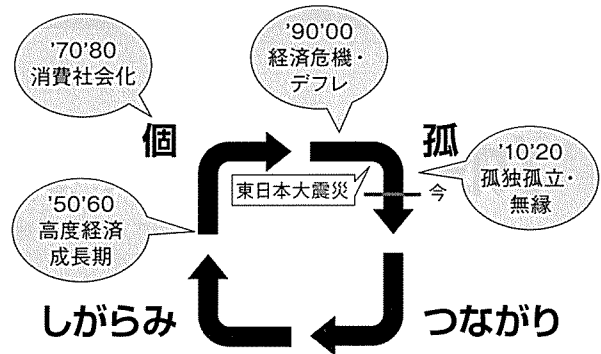 '70'80
消費社会化
'90'00
経済危機・
デフレ
個
孤
'10'20
孤独孤立・
無縁
東日本大震災
今
'50'60
高度経済
成長期
しがらみ
つながり